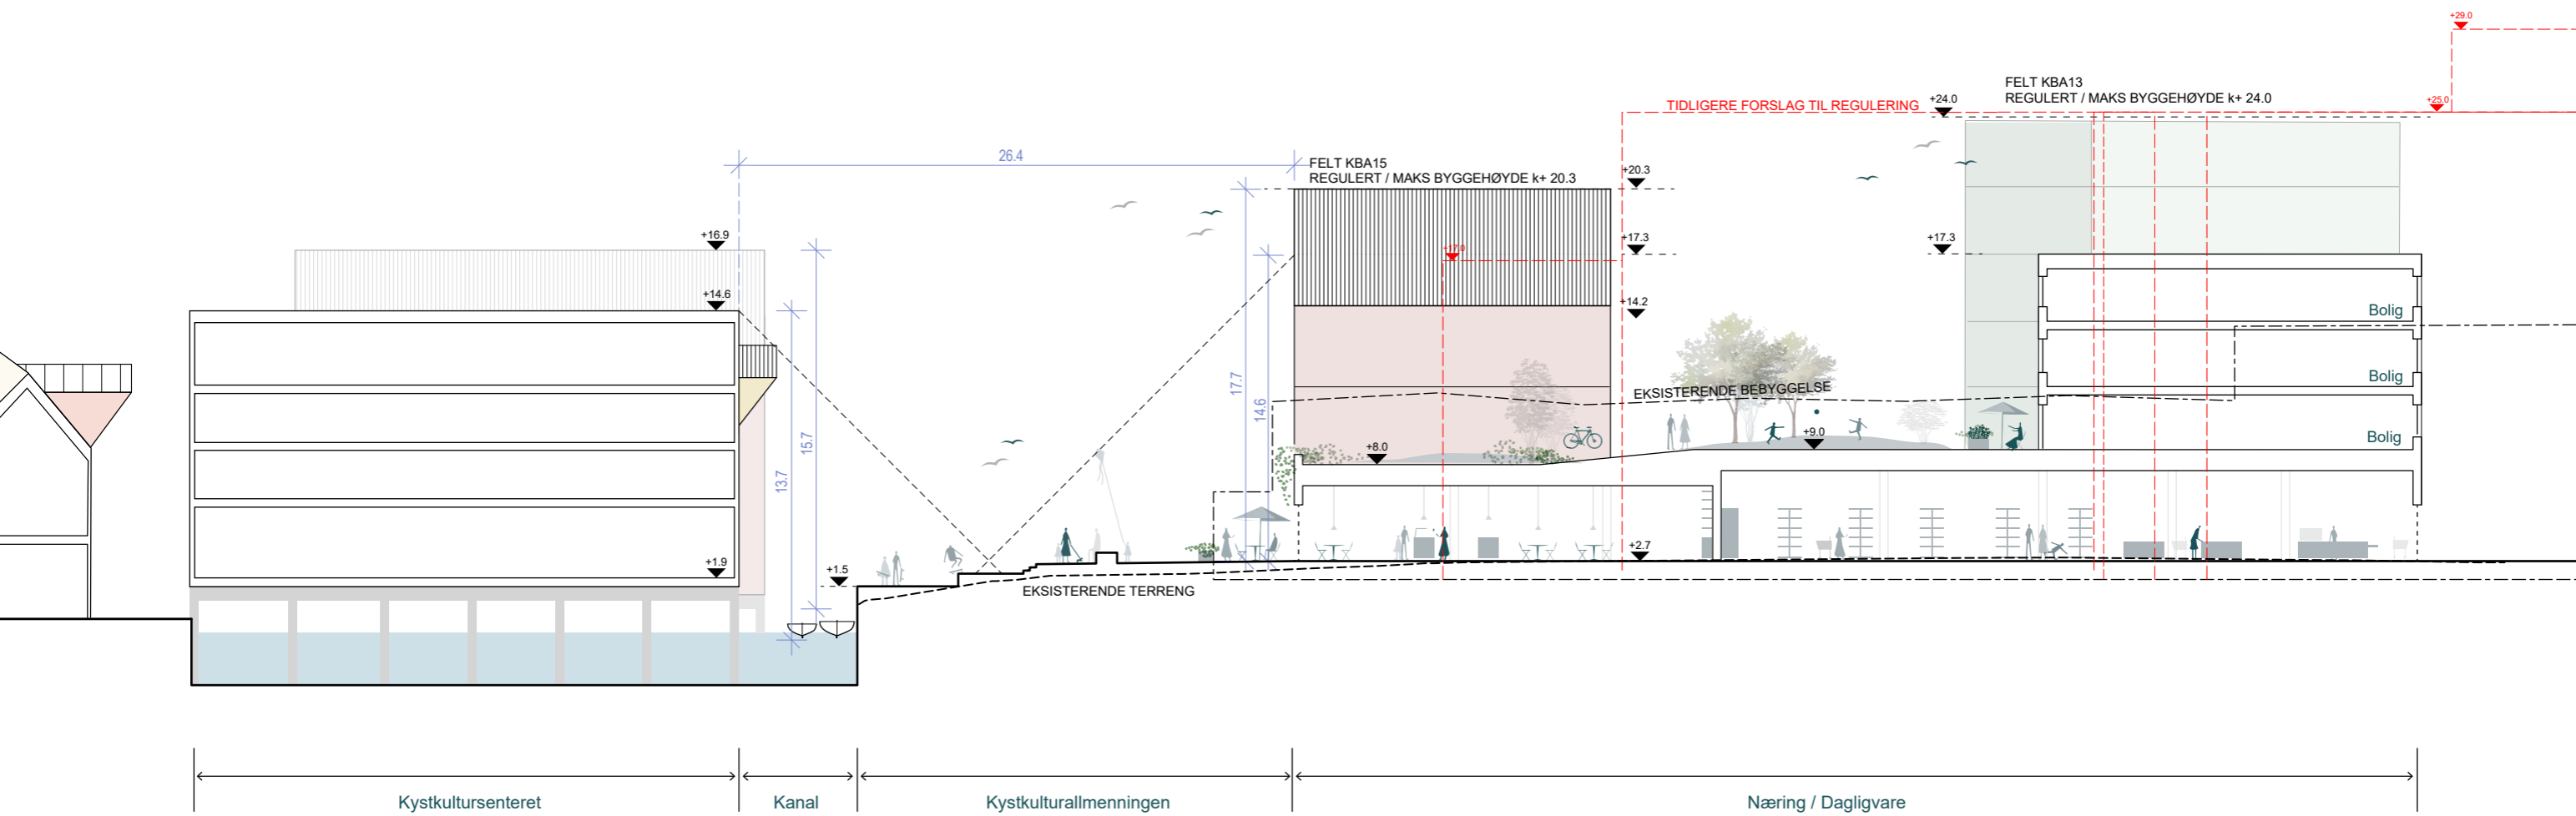 +29.0
FELT KBA13
REGULERT / MAKS BYGGEHØYDE k+ 24.0
TIDLIGERE FORSLAG TIL REGULERING
+24.0
+25.0
26.4
FELT KBA15
REGULERT / MAKS BYGGEHØYDE k+ 20.3
+20.3
+16.9
+17.3
+17.0
+17.3
+14.6
+14.2
Bolig
17.7
14.6
EKSISTERENDE BEBYGGELSE
Bolig
15.7
13.7
+8.0
+9.0
Bolig
+2.7
+1.9
+1.5
EKSISTERENDE TERRENG
Kystkultursenteret
Kanal
Kystkulturallmenningen
Næring / Dagligvare